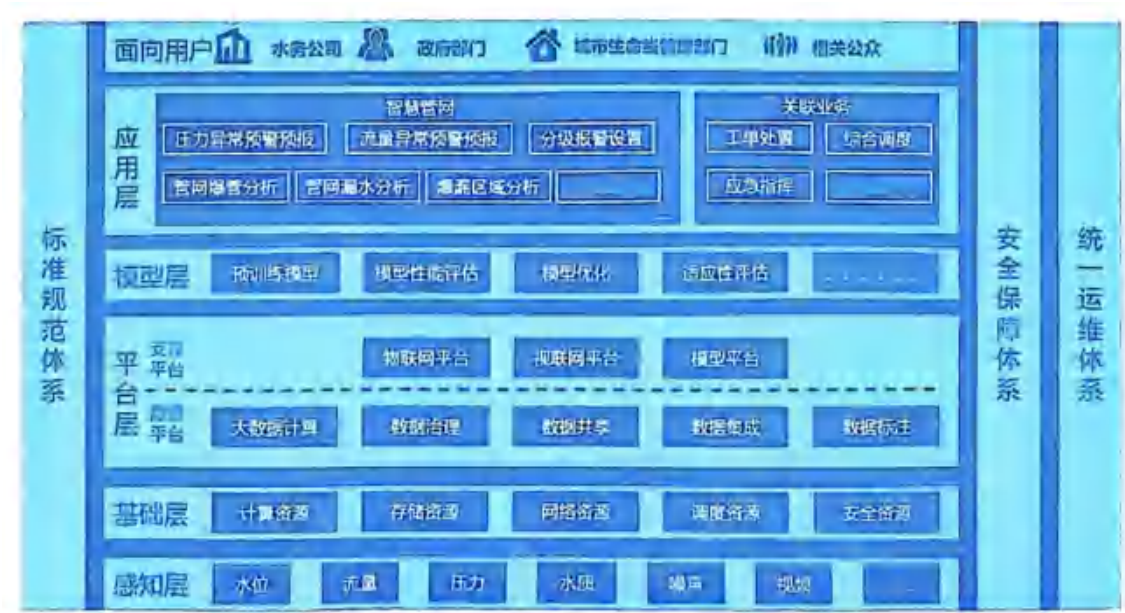 面向用户 水务公司 政府部门 城市生命线管理部门 相关公众
应用层
智慧管网
压力异常预警预报 流量异常预警预报 分级报警设置
管网爆管分析 管网漏水分析 爆漏区域分析
关联业务
工单处置 综合调度
应急指挥
模型层 预训练模型 模型性能评估 模型优化 适应性评估 ......
平台层
支撑平台 物联网平台 视联网平台 模型平台
平台 大数据计算 数据治理 数据共享 数据集成 数据标注
基础层 计算资源 存储资源 网络资源 调度资源 安全资源
感知层 水位 流量 压力 水质 噪声 视频
标准规范体系
安全保障体系
统一运维体系